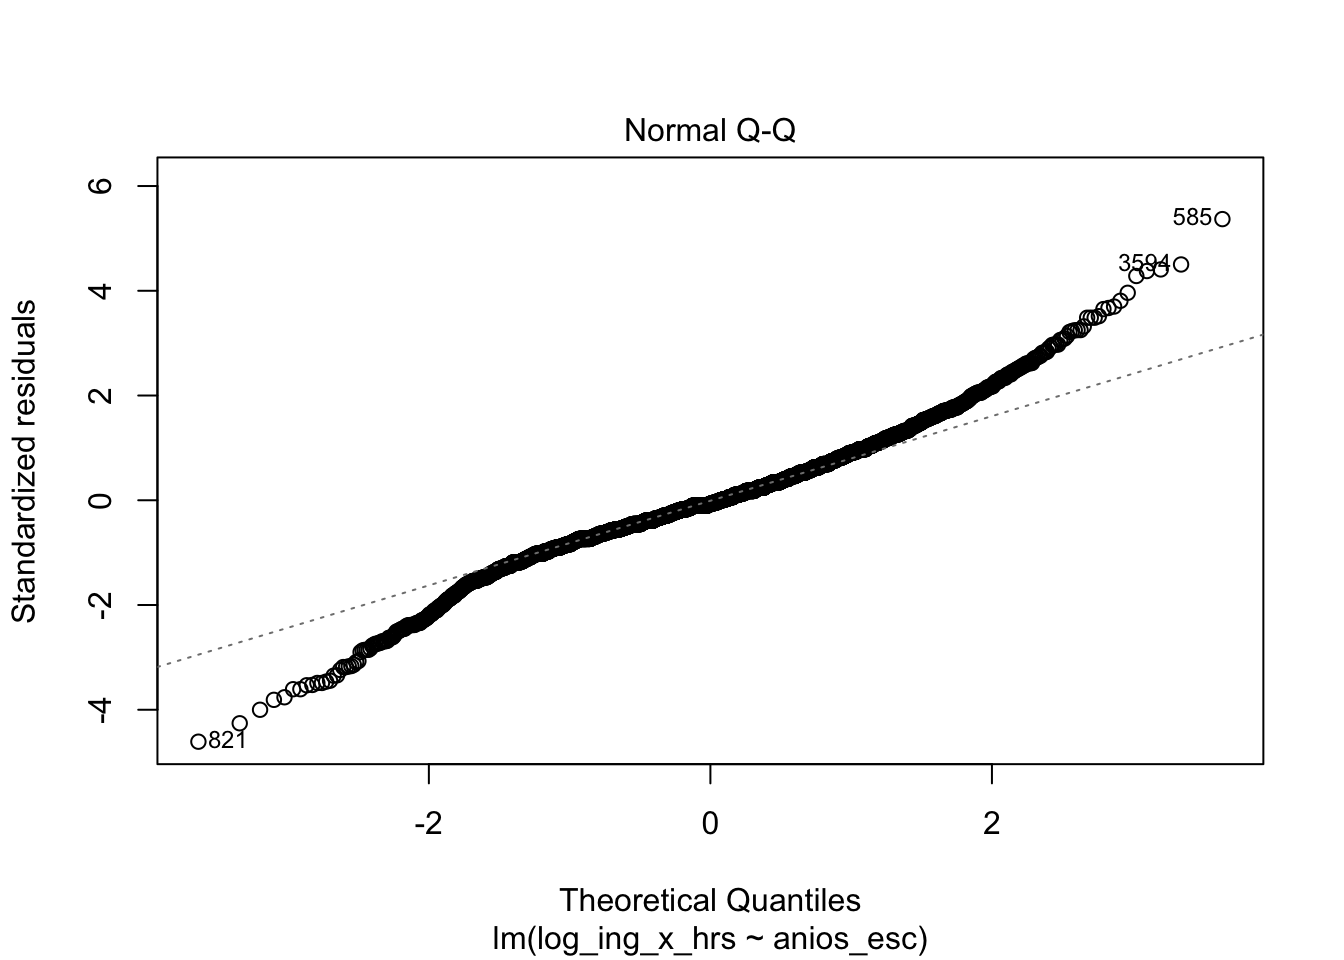 Normal Q-Q
Standardized residuals
6
4
2
0
-2
-4
585
3594
821
-2 0 2
Theoretical Quantiles
lm(log_ing_x_hrs ~ anios_esc)